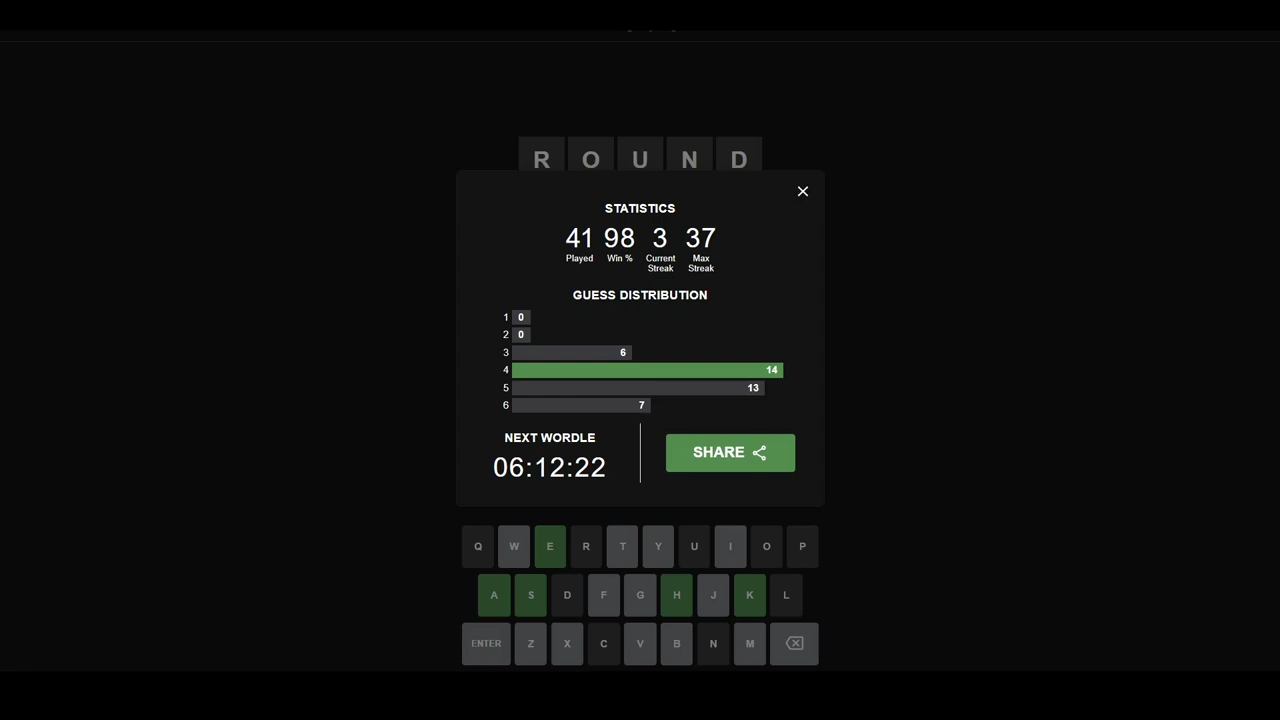 R O U N D
STATISTICS
41 98 3 37
Played Win % Current Streak Max Streak
GUESS DISTRIBUTION
1 0
2 0
3 6
4 14
5 13
6 7
NEXT WORDLE
06:12:22
SHARE
Q W E R T Y U I O P
A S D F G H J K L
ENTER Z X C V B N M